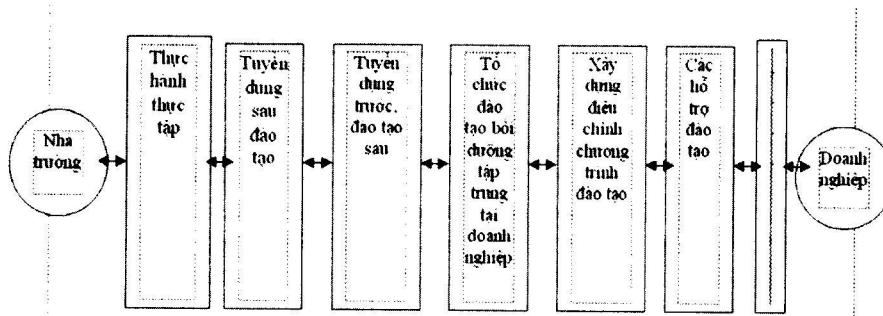 Nhà
trường
Thực
hành
thực
tập
Tuyển
dụng
sau
đào
tạo
Tuyển
dụng
trước,
đào tạo
sau
Tổ
chức
đào
tạo bồi
dưỡng
tập
trung
tại
doanh
nghiệp
Xây
dựng
điều
chỉnh
chương
trình
đào tạo
Các
hỗ
trợ
đào
tạo
Doanh
nghiệp